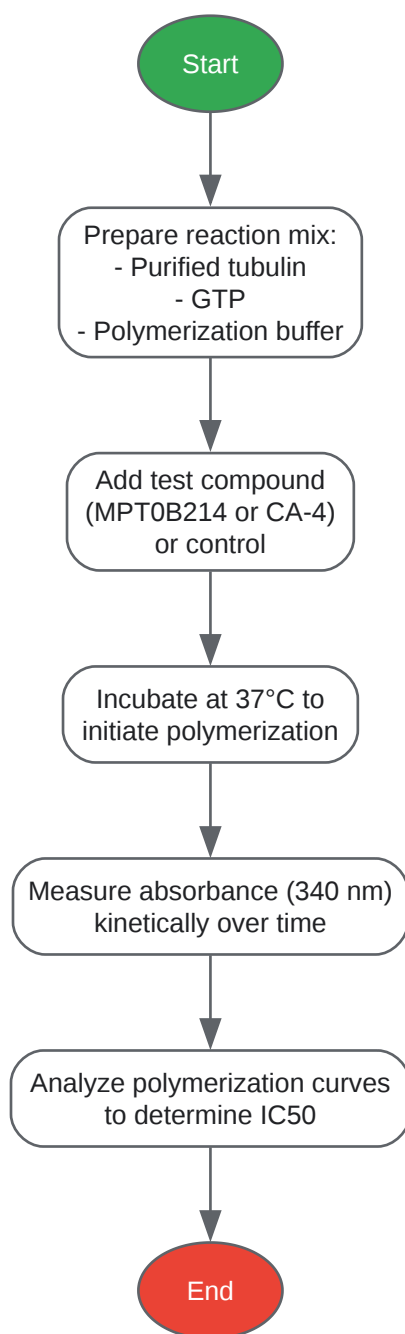 Start
Prepare reaction mix:
- Purified tubulin
- GTP
- Polymerization buffer
Add test compound
(MPT0B214 or CA-4)
or control
Incubate at 37°C to
initiate polymerization
Measure absorbance (340 nm)
kinetically over time
Analyze polymerization curves
to determine IC50
End